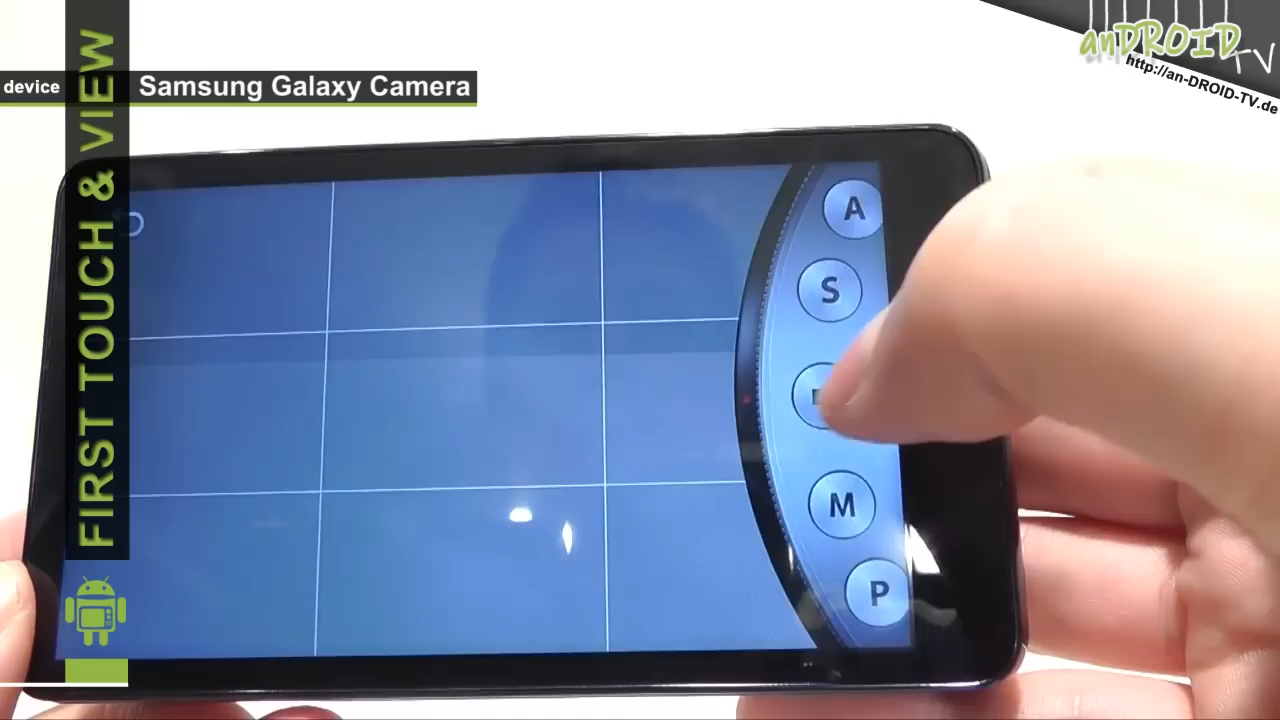 anDROID TV
http://an-DROID-TV.de
device
Samsung Galaxy Camera
FIRST TOUCH & VIEW
A
S
M
P